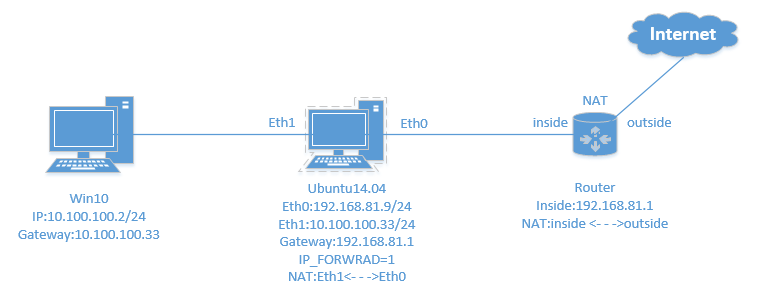 Internet
NAT
Eth1
Eth0
inside
outside
Win10
IP:10.100.100.2/24
Gateway:10.100.100.33
Ubuntu14.04
Eth0:192.168.81.9/24
Eth1:10.100.100.33/24
Gateway:192.168.81.1
IP_FORWRAD=1
NAT:Eth1<- - ->Eth0
Router
Inside:192.168.81.1
NAT:inside <- - ->outside